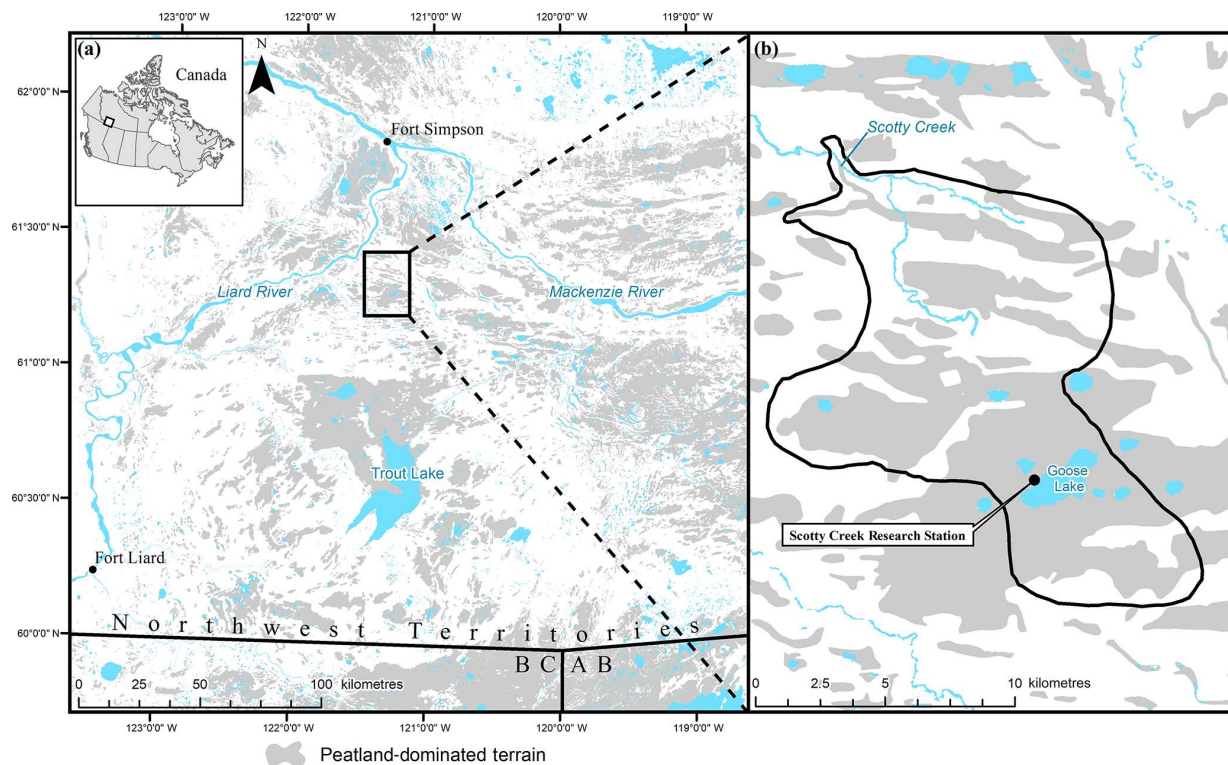 123°0'0" W 122°0'0" W 121°0'0" W 120°0'0" W 119°0'0" W
(a)
N
Canada
62°0'0" N
Fort Simpson
61°30'0" N
Liard River
Mackenzie River
61°0'0" N
Trout Lake
60°30'0" N
Fort Liard
60°0'0" N
Northwest Territories
BC AB
0 25 50 100 kilometres
123°0'0" W 122°0'0" W 121°0'0" W 120°0'0" W 119°0'0" W
Peatland-dominated terrain
(b)
Scotty Creek
Goose
Lake
Scotty Creek Research Station
0 2.5 5 10 kilometres